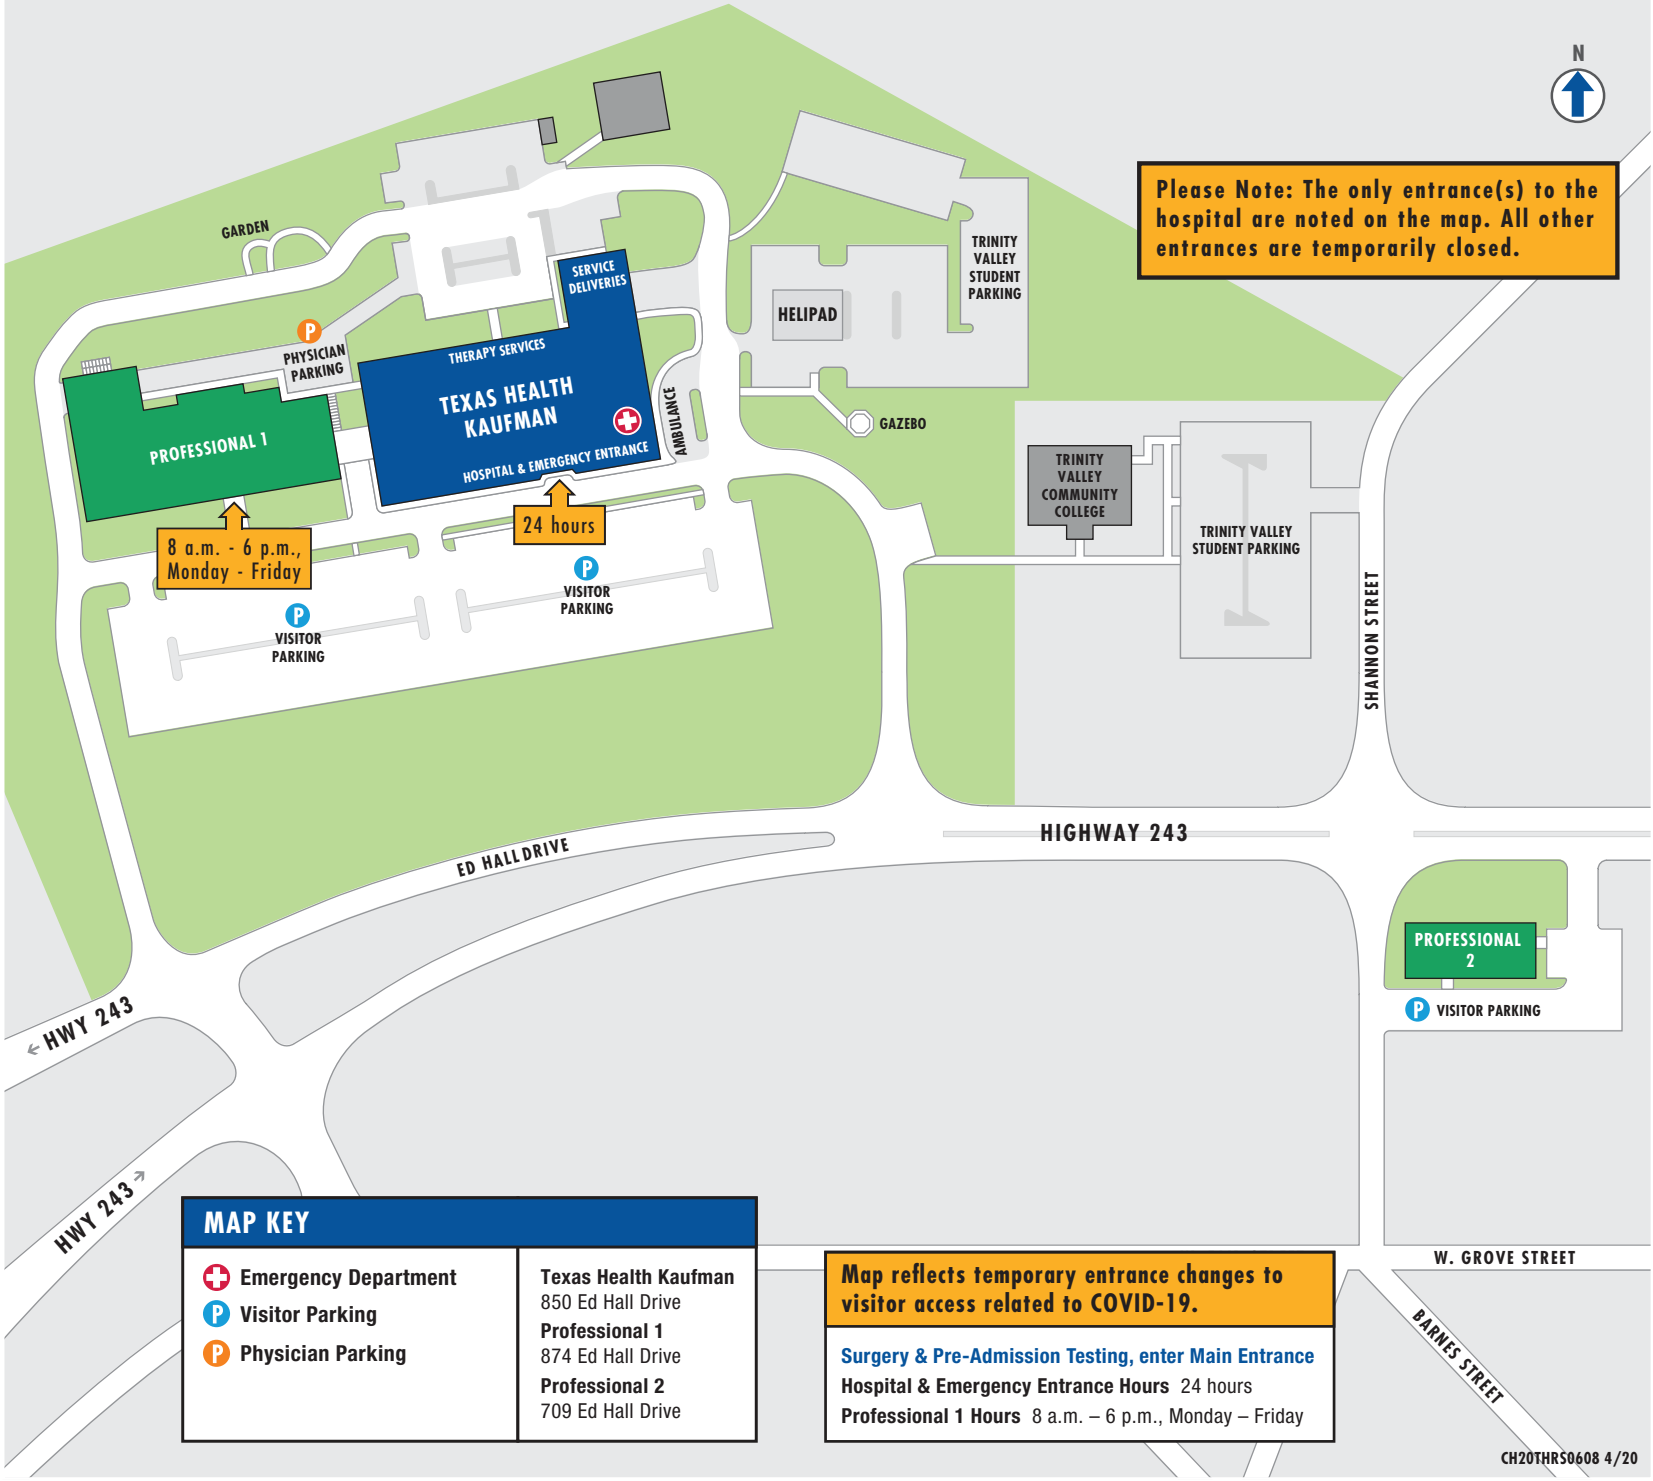 N
Please Note: The only entrance(s) to the
hospital are noted on the map. All other
entrances are temporarily closed.
GARDEN
SERVICE
DELIVERIES
TRINITY
VALLEY
STUDENT
PARKING
HELIPAD
P
PHYSICIAN
PARKING
THERAPY SERVICES
TEXAS HEALTH
KAUFMAN
AMBULANCE
HOSPITAL & EMERGENCY ENTRANCE
PROFESSIONAL 1
GAZEBO
TRINITY
VALLEY
COMMUNITY
COLLEGE
TRINITY VALLEY
STUDENT PARKING
24 hours
8 a.m. - 6 p.m.,
Monday - Friday
P
VISITOR
PARKING
P
VISITOR
PARKING
SHANNON STREET
HIGHWAY 243
ED HALL DRIVE
PROFESSIONAL
2
P VISITOR PARKING
← HWY 243
HWY 243 →
W. GROVE STREET
BARNES STREET
MAP KEY
Emergency Department
P Visitor Parking
P Physician Parking
Texas Health Kaufman
850 Ed Hall Drive
Professional 1
874 Ed Hall Drive
Professional 2
709 Ed Hall Drive
Map reflects temporary entrance changes to
visitor access related to COVID-19.
Surgery & Pre-Admission Testing, enter Main Entrance
Hospital & Emergency Entrance Hours 24 hours
Professional 1 Hours 8 a.m. – 6 p.m., Monday – Friday
CH20THRS0608 4/20